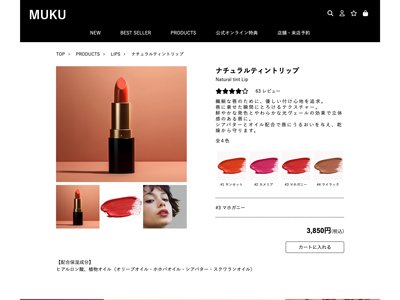 MUKU
NEW BEST SELLER PRODUCTS 公式オンライン特典 店舗・来店予約
TOP > PRODUCTS > LIPS > ナチュラルティントリップ
ナチュラルティントリップ
Natural tint Lip
★★★★☆ 63 レビュー
繊細な唇のために、優しい付け心地を追求。
唇に乗せた瞬間にとろけるテクスチャー。
鮮やかな発色とやわらかな光ヴェールの効果で立体
感のある唇に。
シアバターとオイル配合で唇にうるおいを与え、乾
燥から守ります。
全4色
#1 サンセット #2 カメリア #3 マホガニー #4 ライラック
#3 マホガニー
3,850円(税込)
カートに入れる
【配合保湿成分】
ヒアルロン酸、植物オイル（オリーブオイル・ホホバオイル・シアバター・スクワランオイル）